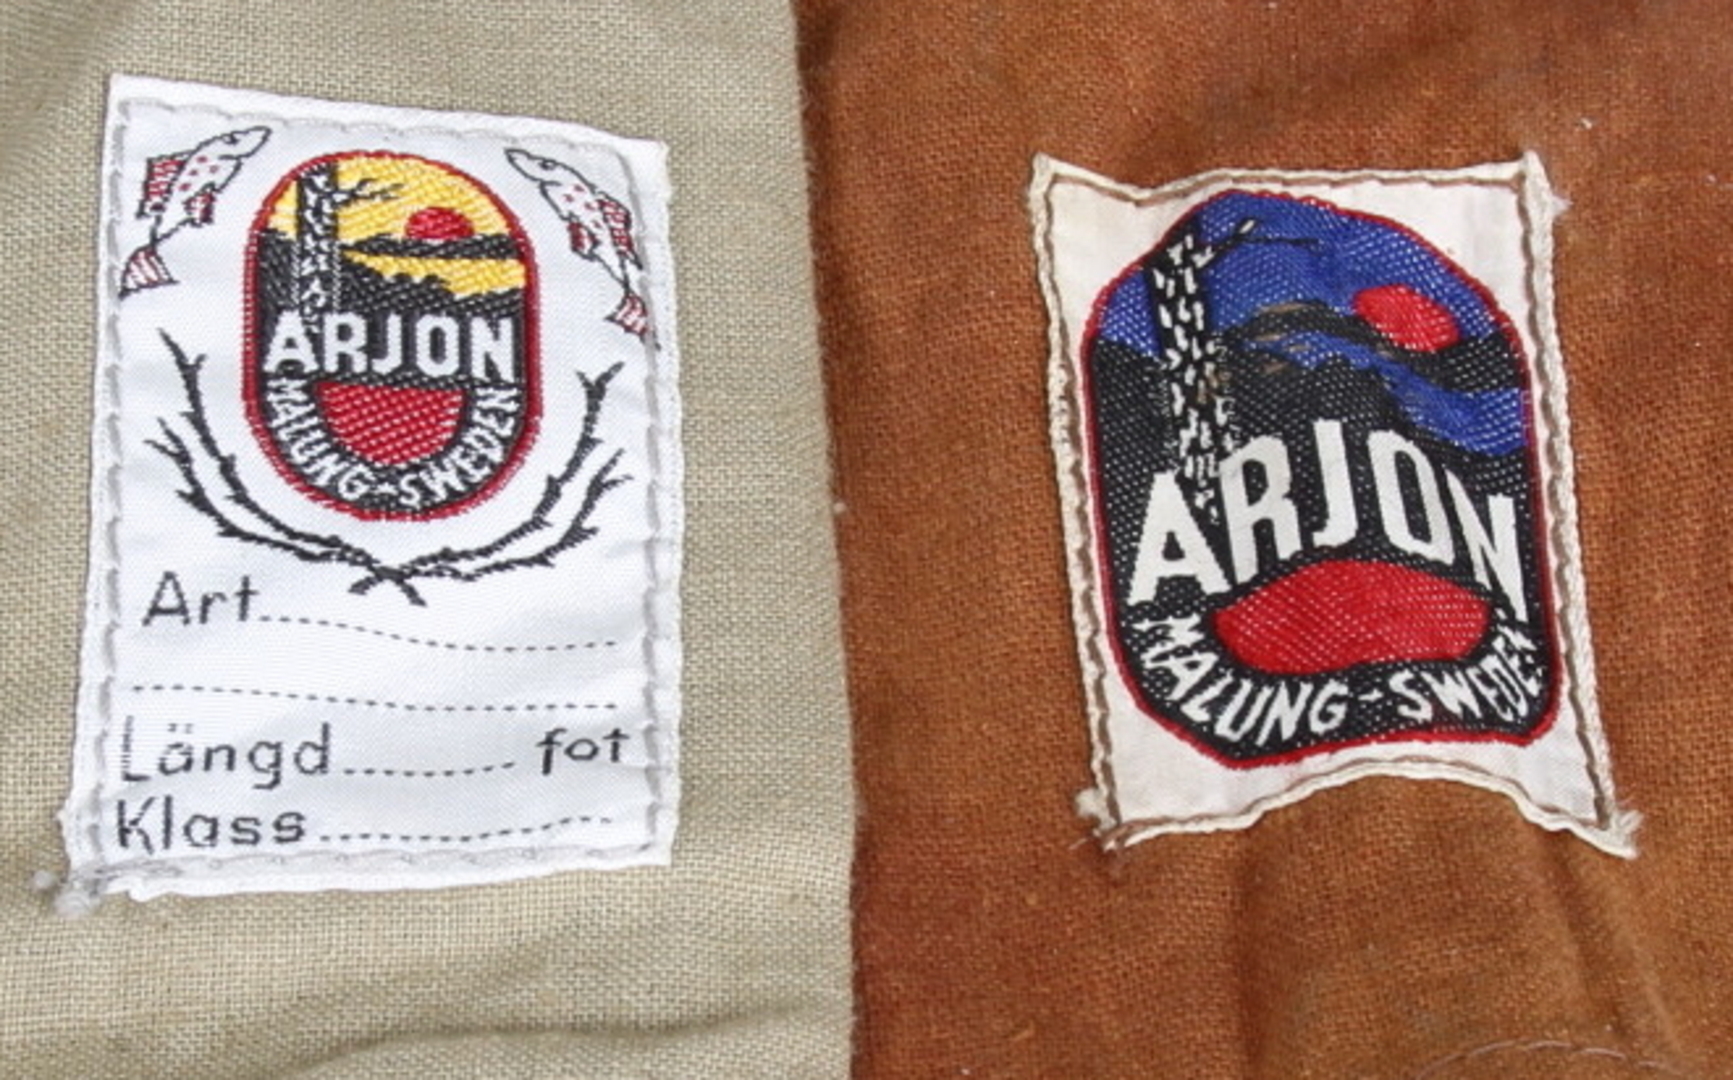 ARJON
MALUNG-SWEDEN
Art
Längd fot
Klass
ARJON
MALUNG-SWEDEN